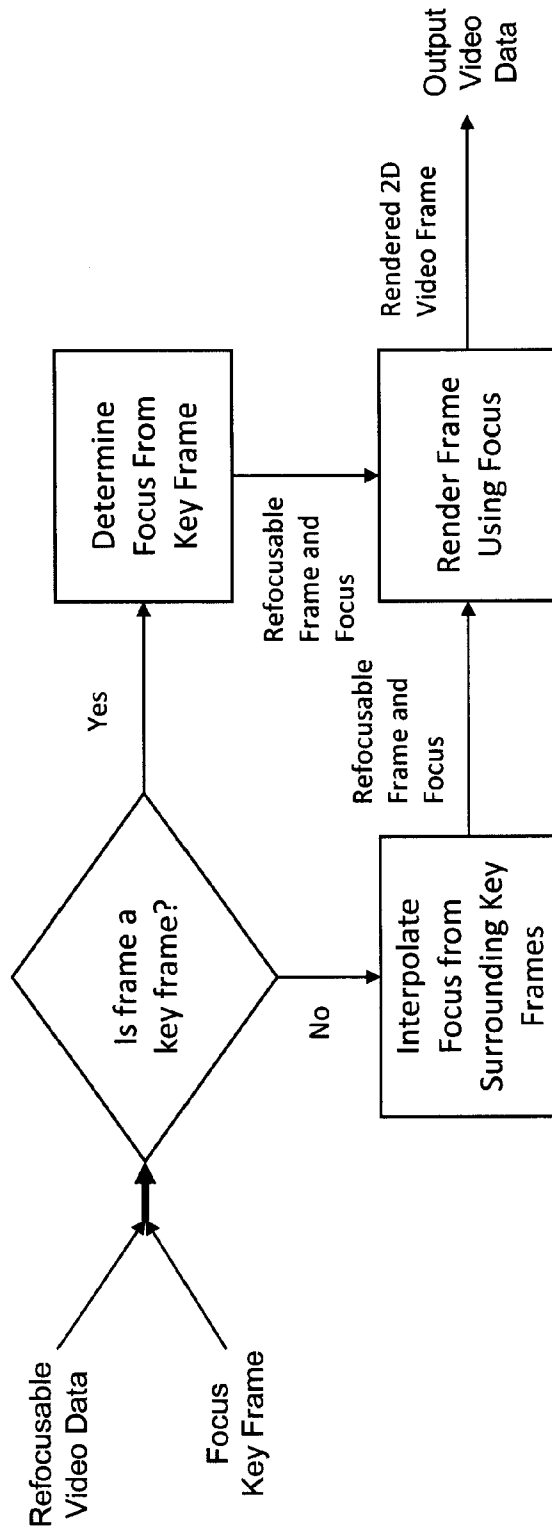 Refocusable
Video Data
Focus
Key Frame
Is frame a
key frame?
Yes
No
Determine
Focus From
Key Frame
Interpolate
Focus from
Surrounding Key
Frames
Refocusable
Frame and
Focus
Refocusable
Frame and
Focus
Render Frame
Using Focus
Rendered 2D
Video Frame
Output
Video
Data